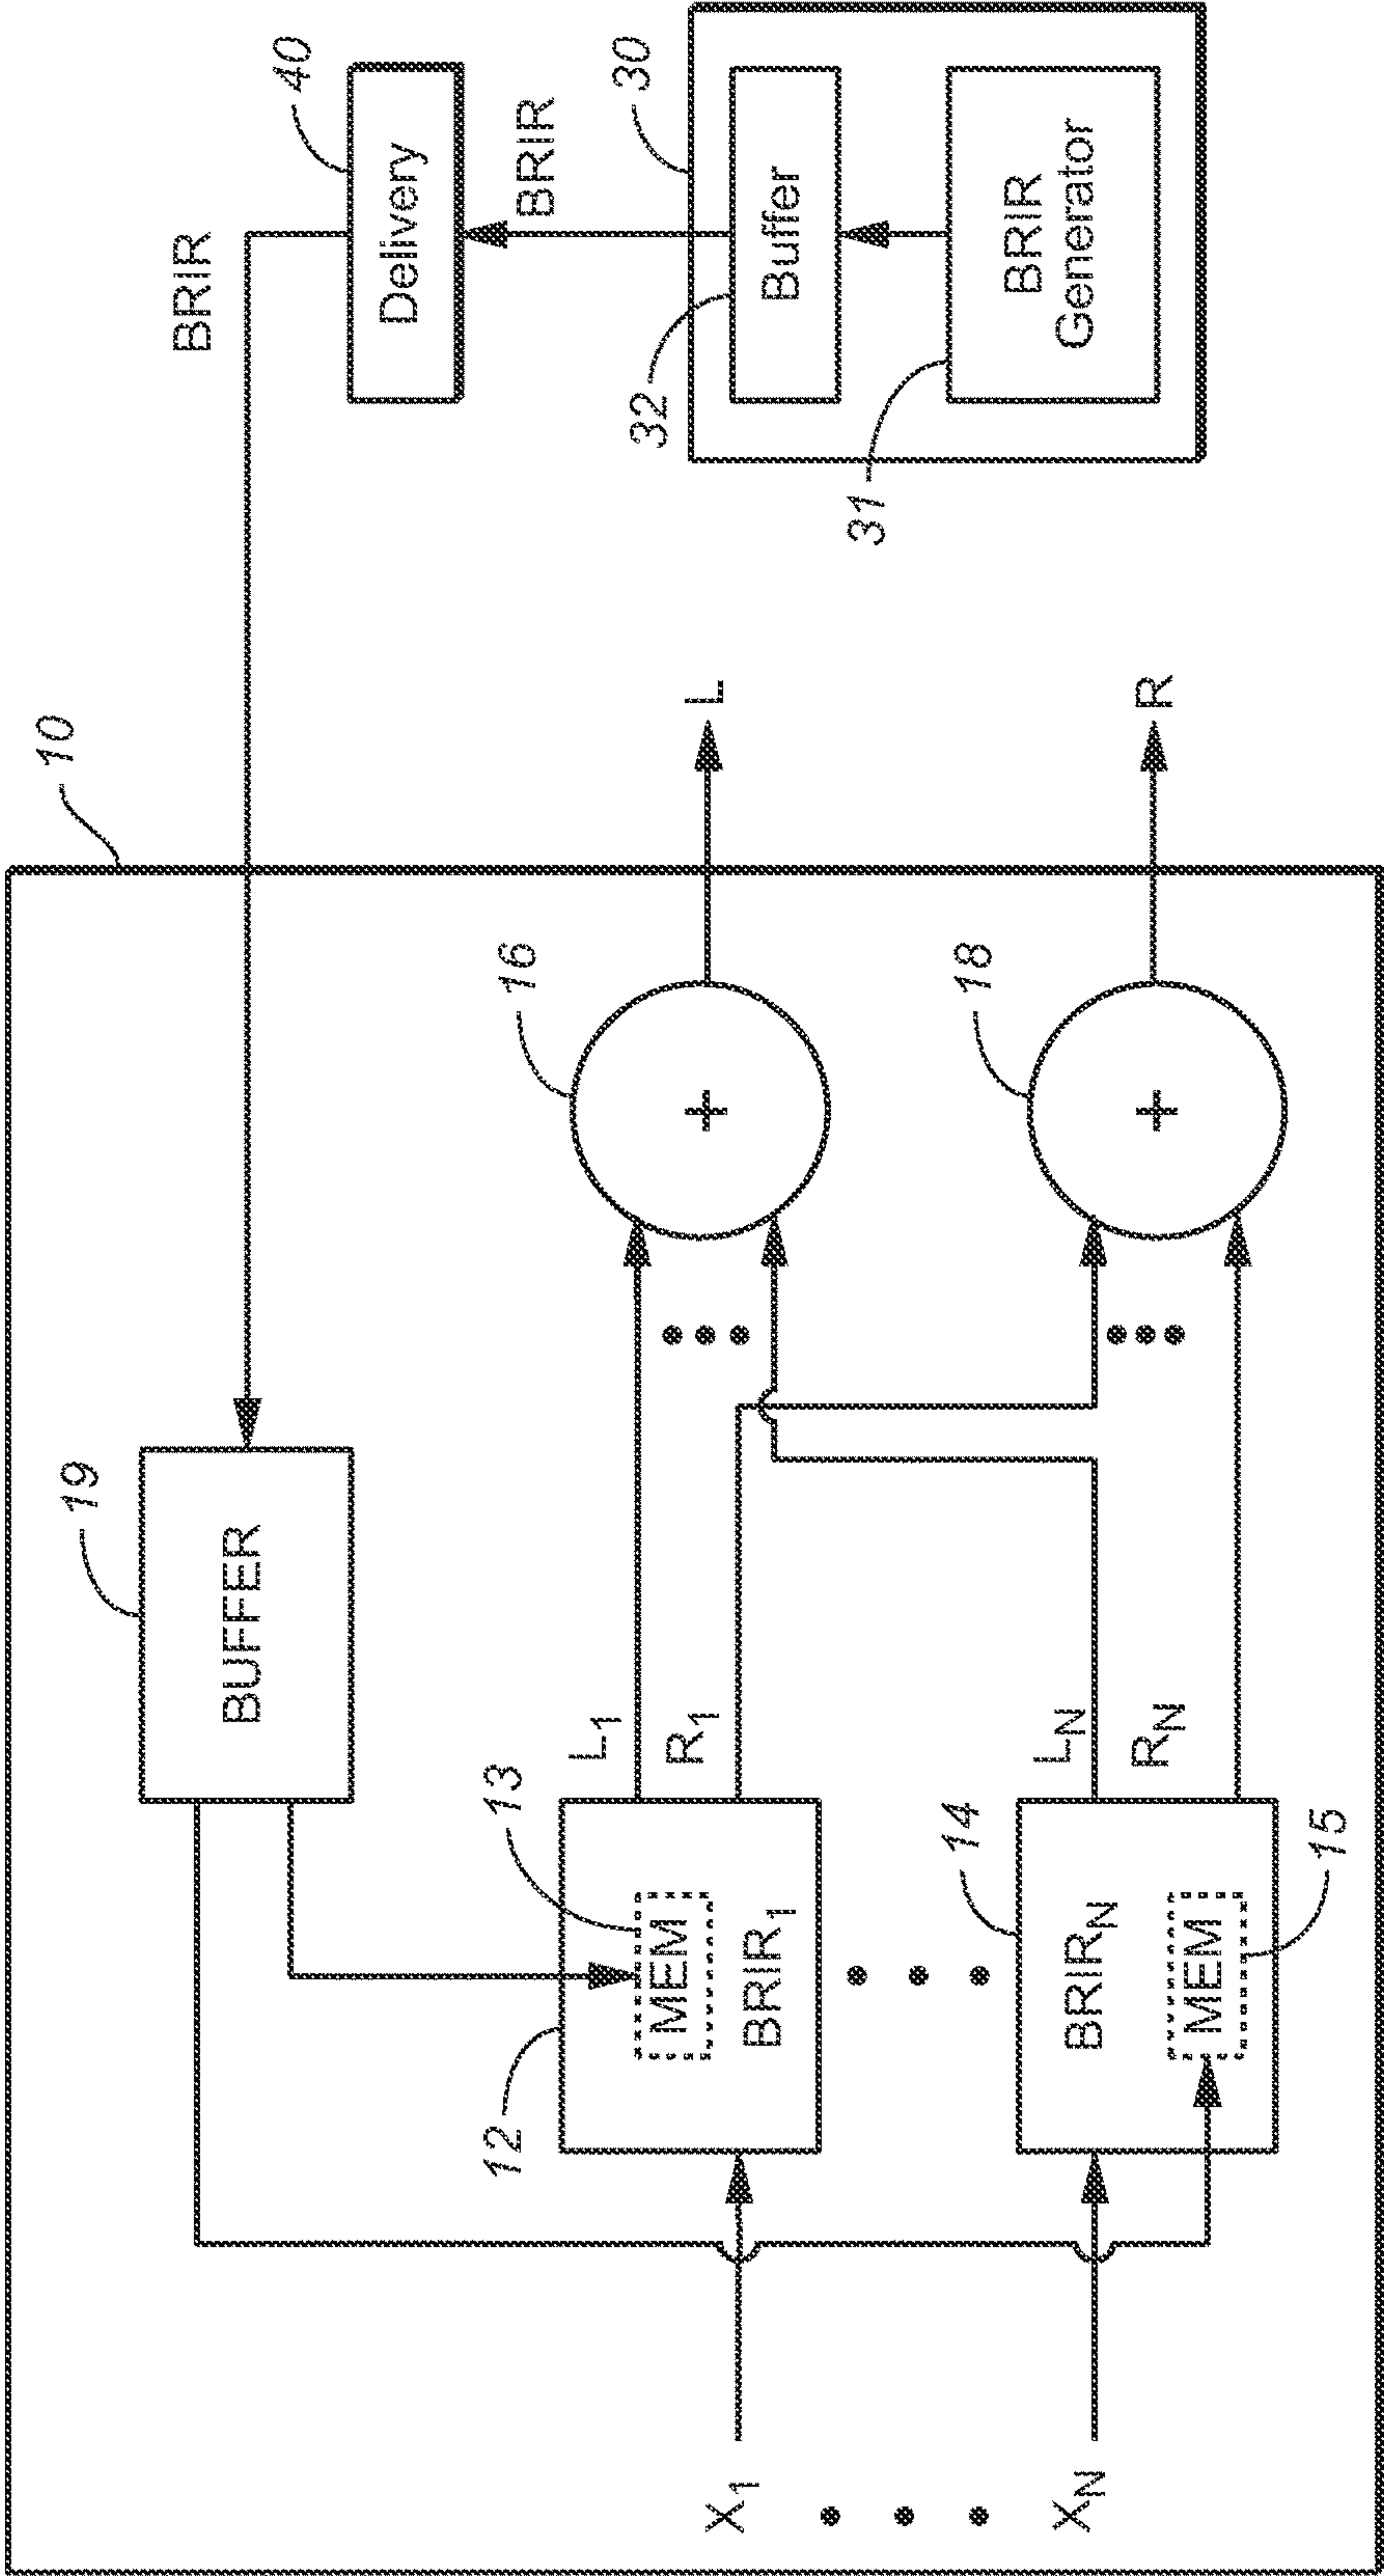 10
19
BUFFER
BRIR
40
Delivery
BRIR
30
32
Buffer
31
BRIR
Generator
12
13
MEM
BRIR1
L1
R1
16
+
L
X1
XN
14
BRIRN
MEM
15
LN
RN
18
+
R